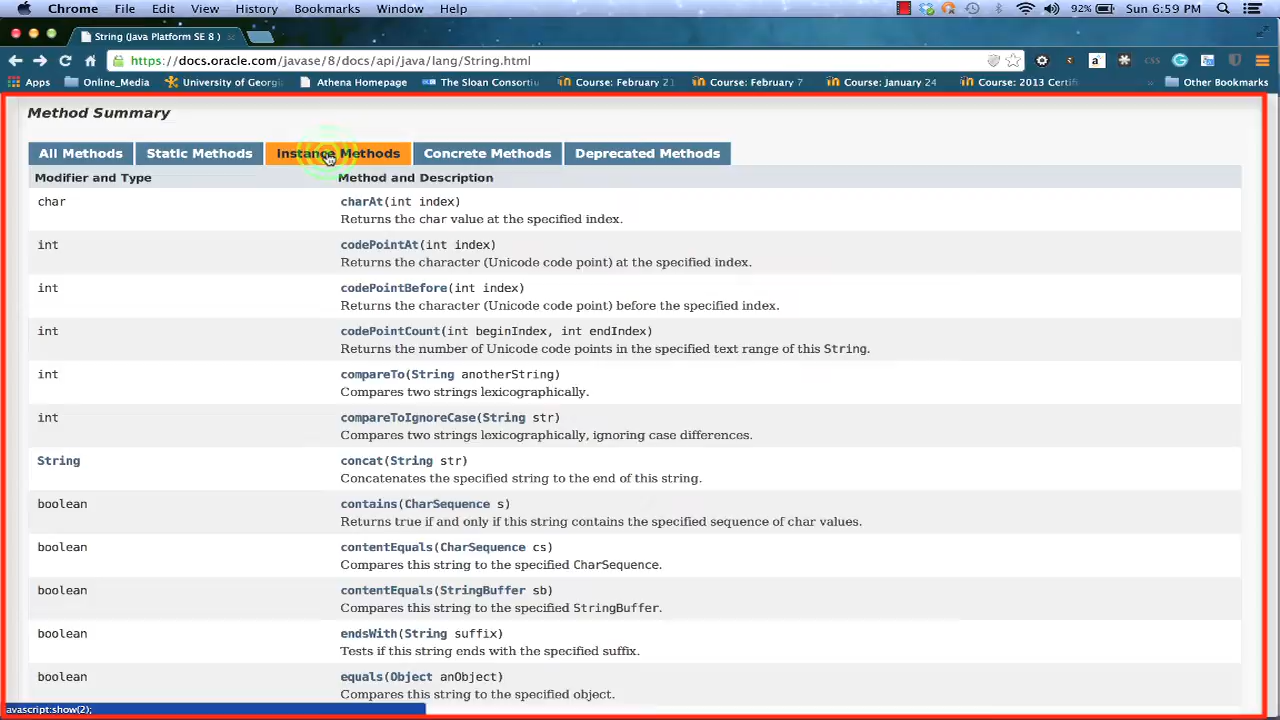 Chrome File Edit View History Bookmarks Window Help 92% Sun 6:59 PM
String (Java Platform SE 8 )
https://docs.oracle.com/javase/8/docs/api/java/lang/String.html
Apps Online_Media University of Georgi Athena Homepage The Sloan Consortiu Course: February 21 Course: February 7 Course: January 24 Course: 2013 Certif » Other Bookmarks
Method Summary
All Methods Static Methods Instance Methods Concrete Methods Deprecated Methods
Modifier and Type Method and Description
char charAt(int index)
Returns the char value at the specified index.
int codePointAt(int index)
Returns the character (Unicode code point) at the specified index.
int codePointBefore(int index)
Returns the character (Unicode code point) before the specified index.
int codePointCount(int beginIndex, int endIndex)
Returns the number of Unicode code points in the specified text range of this String.
int compareTo(String anotherString)
Compares two strings lexicographically.
int compareToIgnoreCase(String str)
Compares two strings lexicographically, ignoring case differences.
String concat(String str)
Concatenates the specified string to the end of this string.
boolean contains(CharSequence s)
Returns true if and only if this string contains the specified sequence of char values.
boolean contentEquals(CharSequence cs)
Compares this string to the specified CharSequence.
boolean contentEquals(StringBuffer sb)
Compares this string to the specified StringBuffer.
boolean endsWith(String suffix)
Tests if this string ends with the specified suffix.
boolean equals(Object anObject)
Compares this string to the specified object.
avascript:show(2);